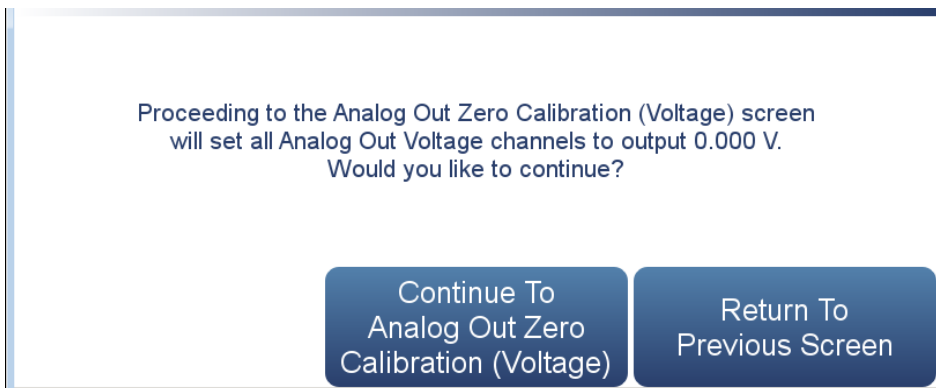 Proceeding to the Analog Out Zero Calibration (Voltage) screen
will set all Analog Out Voltage channels to output 0.000 V.
Would you like to continue?
Continue To
Analog Out Zero
Calibration (Voltage)
Return To
Previous Screen